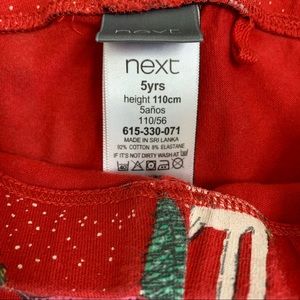 next
next
5yrs
height 110cm
5años
110/56
615-330-071
MADE IN SRI LANKA
92% COTTON 8% ELASTANE
IF IT'S NOT DIRTY WASH AT